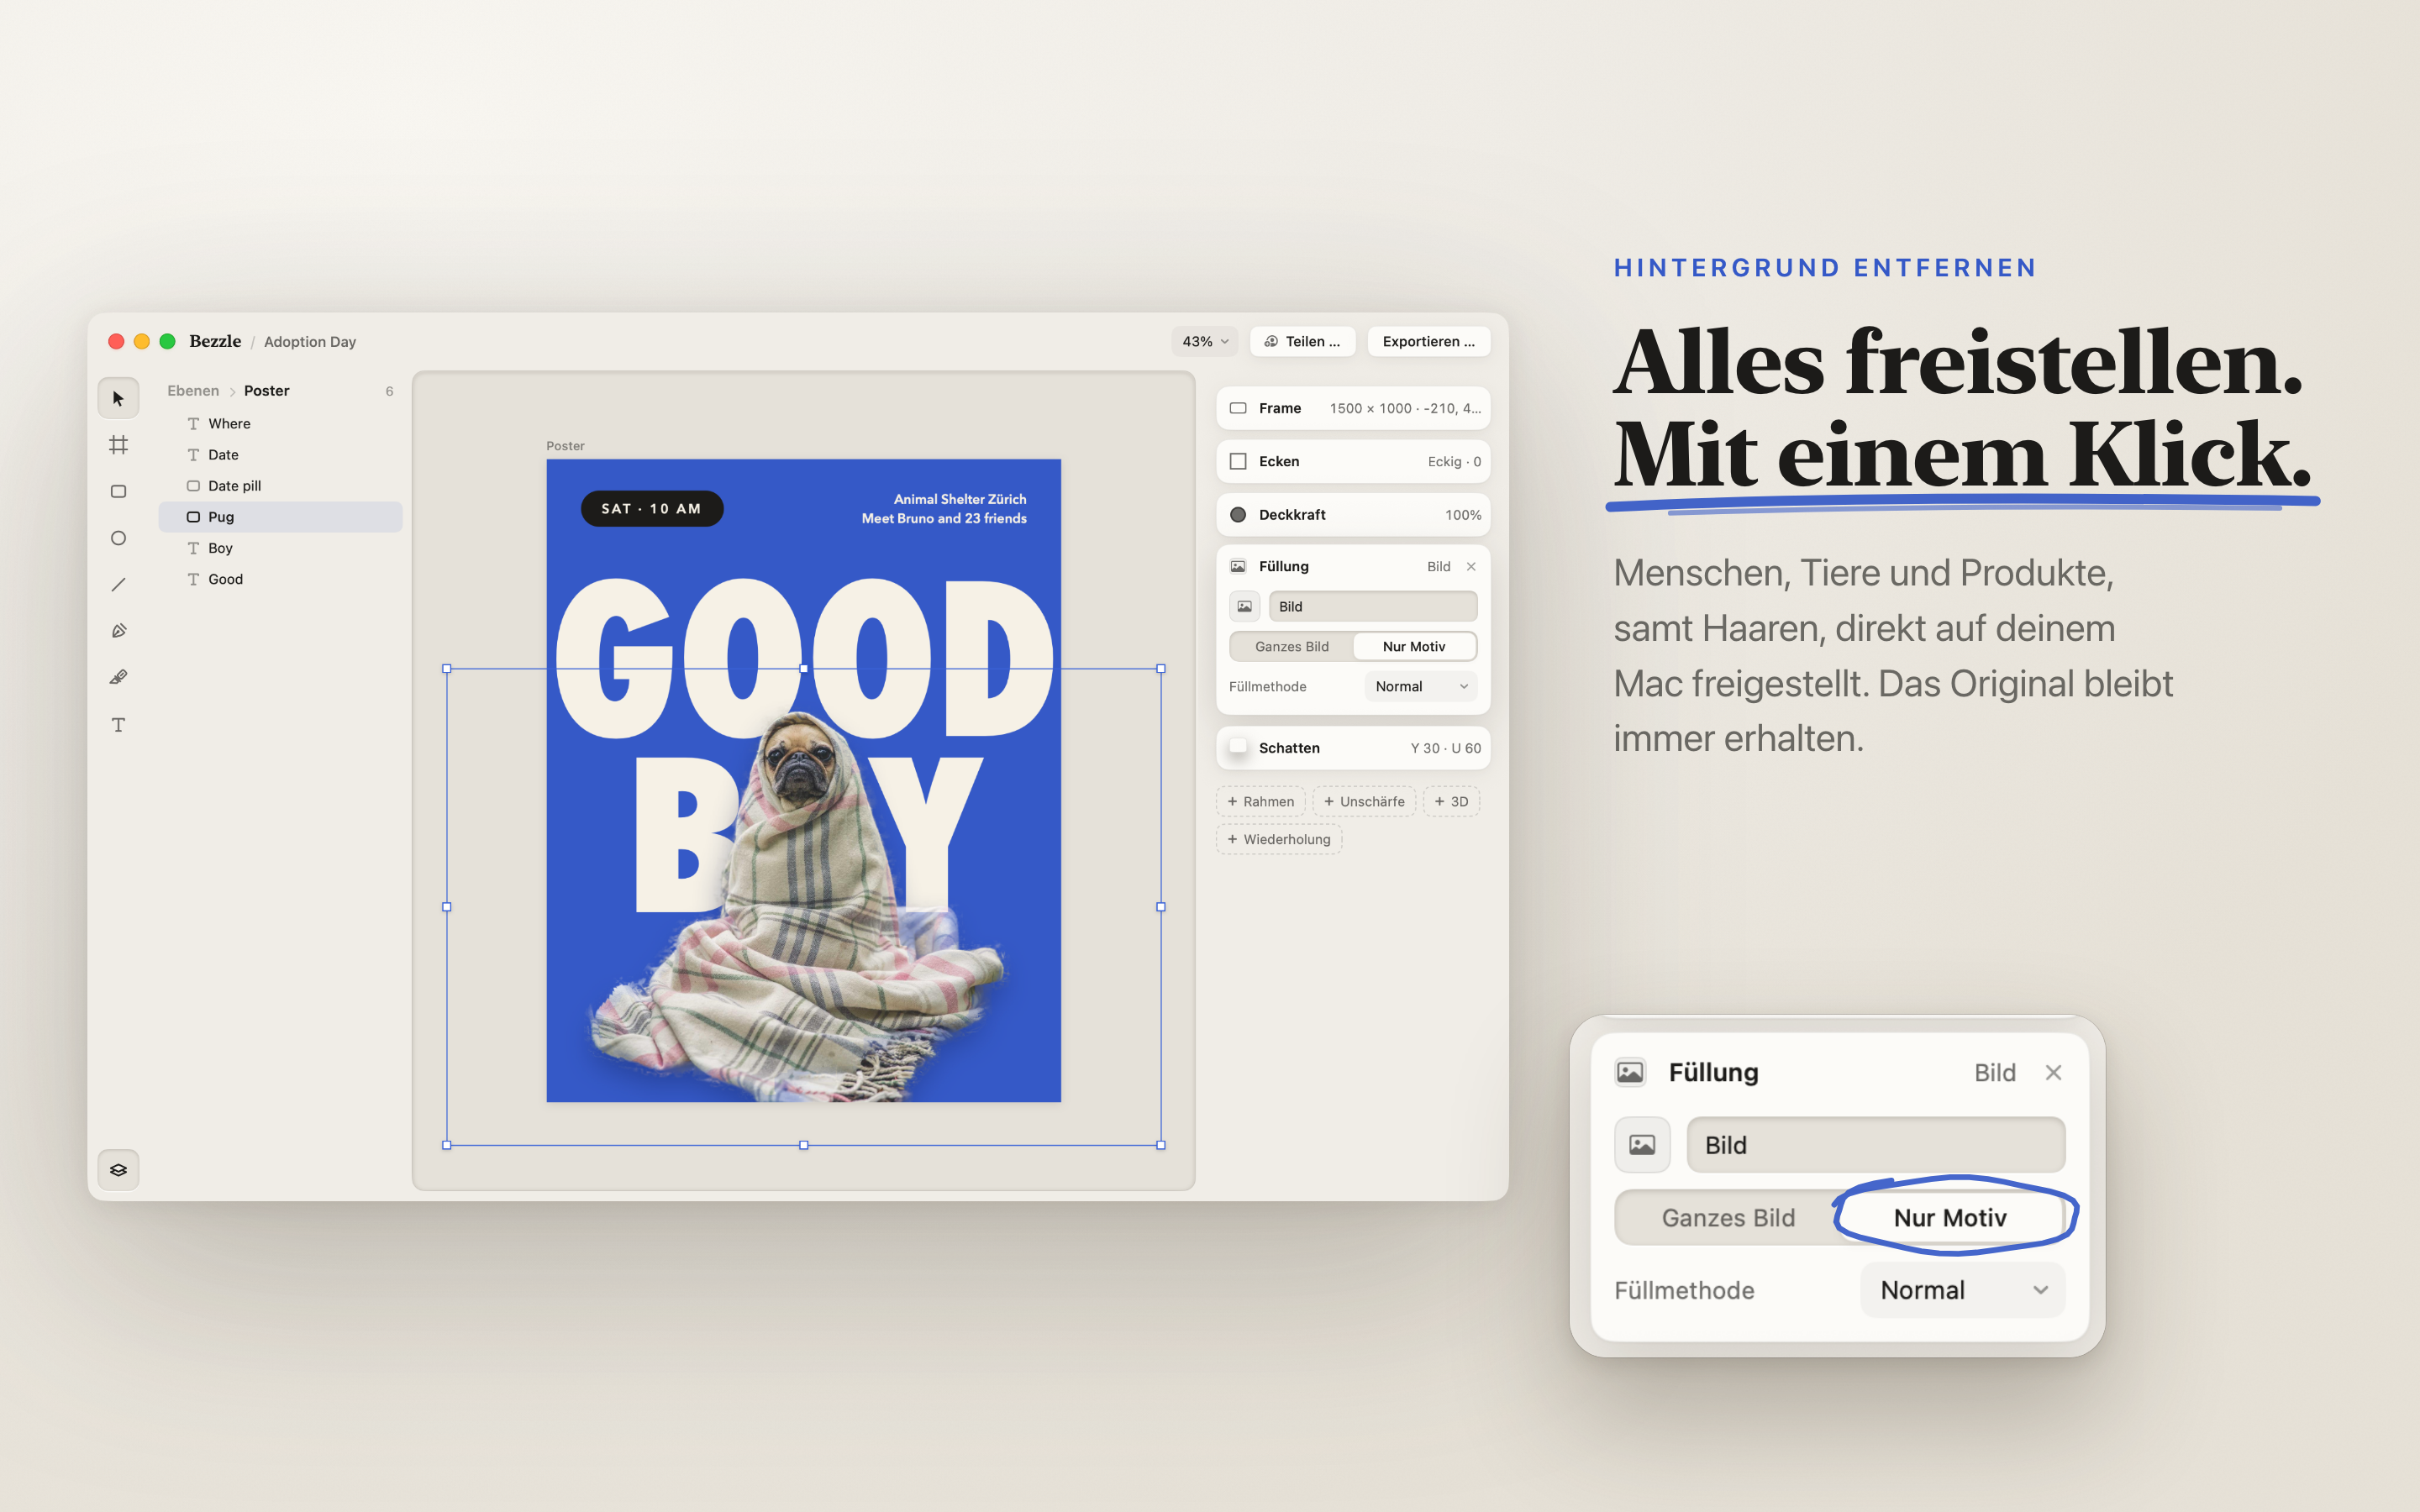 HINTERGRUND ENTFERNEN
Alles freistellen.
Mit einem Klick.
Menschen, Tiere und Produkte,
samt Haaren, direkt auf deinem
Mac freigestellt. Das Original bleibt
immer erhalten.
Bezzle / Adoption Day
43%
Teilen ...
Exportieren ...
Ebenen > Poster 6
Where
Date
Date pill
Pug
Boy
Good
Poster
SAT · 10 AM
Animal Shelter Zürich
Meet Bruno and 23 friends
GOOD
B Y
Frame 1500 × 1000 · -210, 4...
Ecken Eckig · 0
Deckkraft 100%
Füllung Bild
Bild
Ganzes Bild Nur Motiv
Füllmethode Normal
Schatten Y 30 · U 60
+ Rahmen + Unschärfe + 3D
+ Wiederholung
Füllung Bild
Bild
Ganzes Bild Nur Motiv
Füllmethode Normal